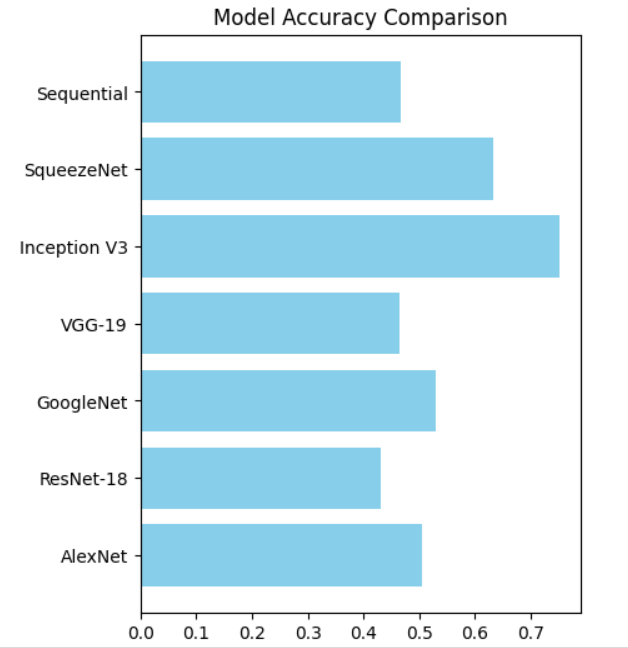 Model Accuracy Comparison
Sequential
SqueezeNet
Inception V3
VGG-19
GoogleNet
ResNet-18
AlexNet
0.0 0.1 0.2 0.3 0.4 0.5 0.6 0.7